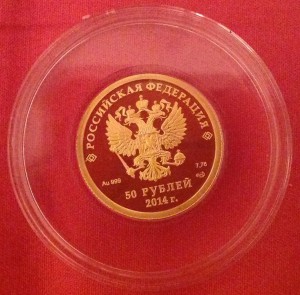 РОССИЙСКАЯ ФЕДЕРАЦИЯ
Au 999
7,78
50 РУБЛЕЙ
2014 г.